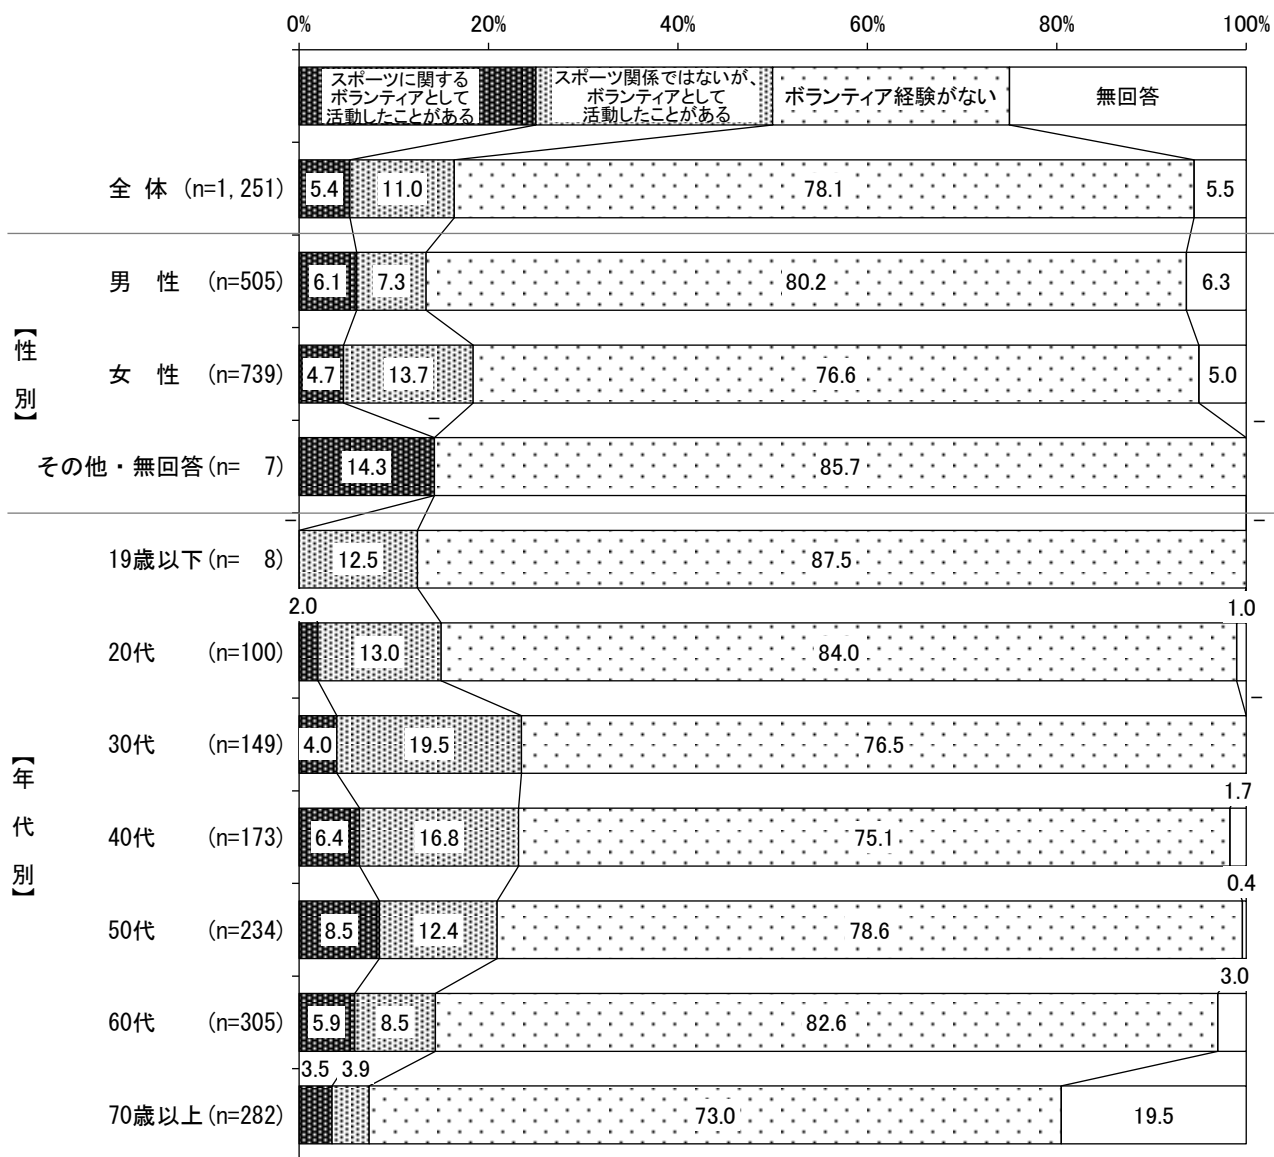 0% 20% 40% 60% 80% 100%
スポーツに関する
ボランティアとして
活動したことがある
スポーツ関係ではないが、
ボランティアとして
活動したことがある
ボランティア経験がない
無回答
全 体 (n=1,251) 5.4 11.0 78.1 5.5
【性別】
男 性 (n=505) 6.1 7.3 80.2 6.3
女 性 (n=739) 4.7 13.7 76.6 5.0
– –
その他・無回答(n= 7) 14.3 85.7
– –
【年代別】
19歳以下(n= 8) 12.5 87.5
2.0 1.0
20代 (n=100) 13.0 84.0
–
30代 (n=149) 4.0 19.5 76.5
1.7
40代 (n=173) 6.4 16.8 75.1
0.4
50代 (n=234) 8.5 12.4 78.6
3.0
60代 (n=305) 5.9 8.5 82.6
3.5 3.9
70歳以上(n=282) 73.0 19.5